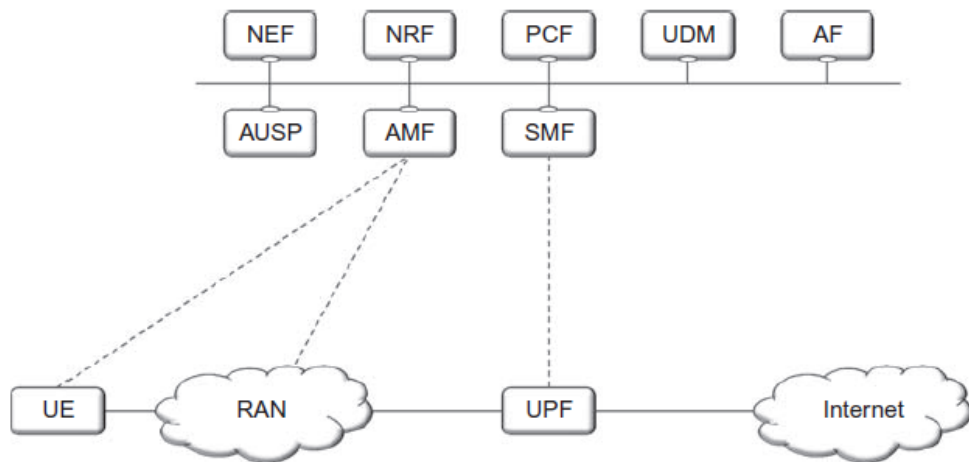 NEF NRF PCF UDM AF
AUSP AMF SMF
UE RAN UPF Internet